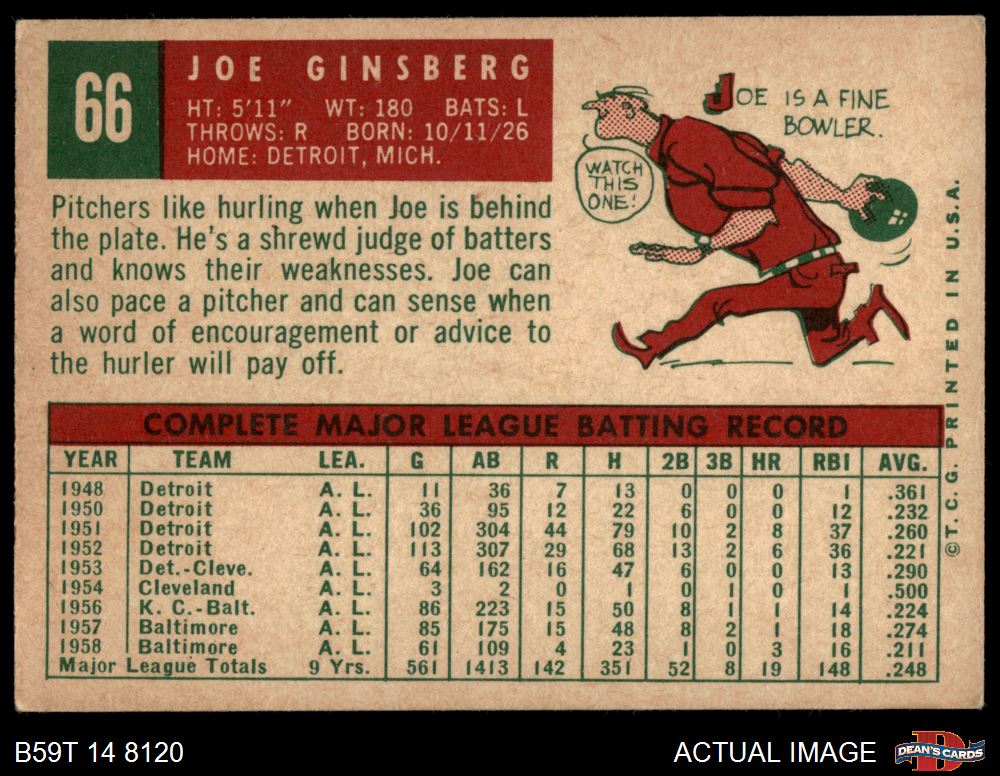 66
JOE GINSBERG
HT: 5'11" WT: 180 BATS: L
THROWS: R BORN: 10/11/26
HOME: DETROIT, MICH.
JOE IS A FINE
BOWLER.
WATCH
THIS
ONE!
Pitchers like hurling when Joe is behind
the plate. He's a shrewd judge of batters
and knows their weaknesses. Joe can
also pace a pitcher and can sense when
a word of encouragement or advice to
the hurler will pay off.
COMPLETE MAJOR LEAGUE BATTING RECORD
YEAR TEAM LEA. G AB R H 2B 3B HR RBI AVG.
1948 Detroit A. L. 11 36 7 13 0 0 0 1 .361
1950 Detroit A. L. 36 95 12 22 6 0 0 12 .232
1951 Detroit A. L. 102 304 44 79 10 2 8 37 .260
1952 Detroit A. L. 113 307 29 68 13 2 6 36 .221
1953 Det.-Cleve. A. L. 64 162 16 47 6 0 0 13 .290
1954 Cleveland A. L. 3 2 0 1 0 1 0 1 .500
1956 K. C.-Balt. A. L. 86 223 15 50 8 1 1 14 .224
1957 Baltimore A. L. 85 175 15 48 8 2 1 18 .274
1958 Baltimore A. L. 61 109 4 23 1 0 3 16 .211
Major League Totals 9 Yrs. 561 1413 142 351 52 8 19 148 .248
©T. C. G. PRINTED IN U.S.A.
B59T 14 8120
ACTUAL IMAGE
D
DEAN'S CARDS